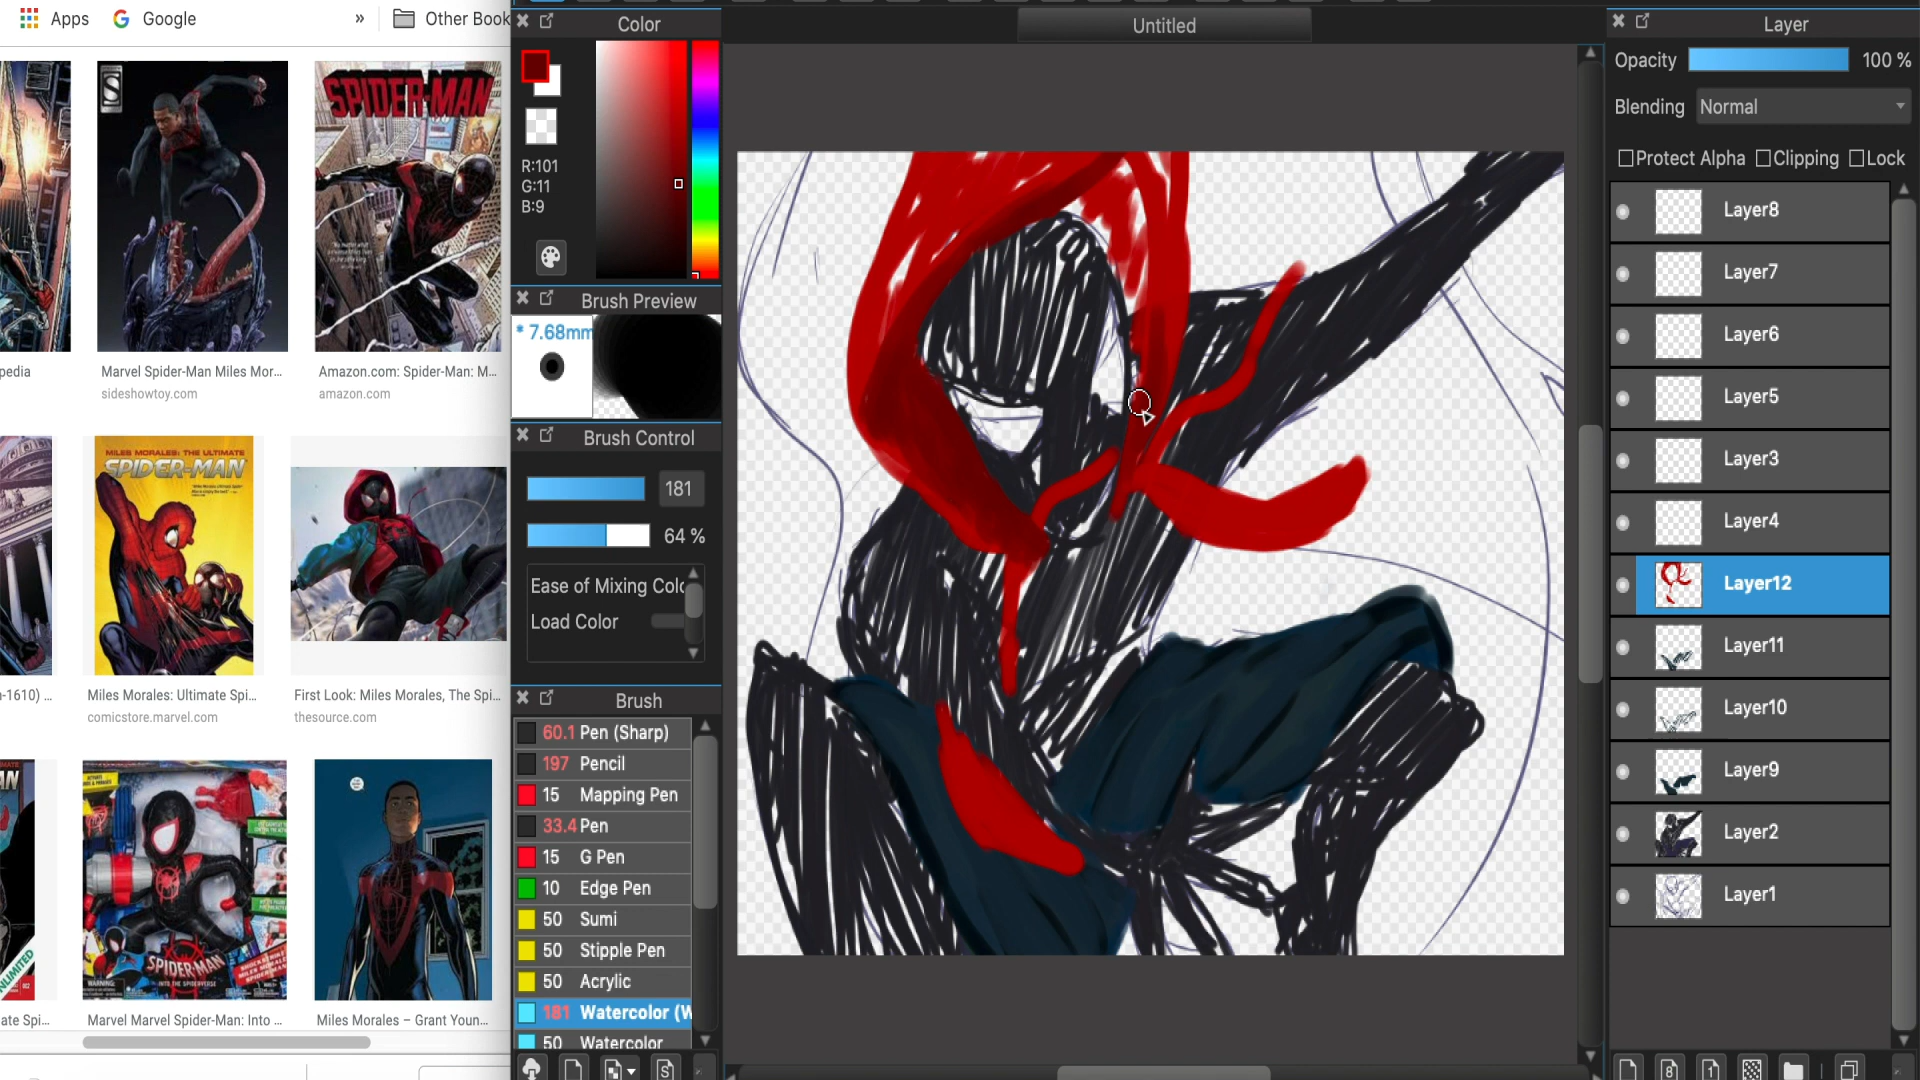 Apps
Google
»
Other Book
pedia
Marvel Spider-Man Miles Mor...
sideshowtoy.com
SPIDER-MAN
Amazon.com: Spider-Man: M...
amazon.com
-1610) ...
MILES MORALES: THE ULTIMATE
SPIDER-MAN
Miles Morales: Ultimate Spi...
comicstore.marvel.com
First Look: Miles Morales, The Spi...
thesource.com
ate Spi...
SPIDER-MAN
Marvel Marvel Spider-Man: Into ...
Miles Morales – Grant Youn...
Color
R:101
G:11
B:9
Brush Preview
* 7.68mm
Brush Control
181
64 %
Ease of Mixing Colo
Load Color
Brush
60.1 Pen (Sharp)
197 Pencil
15 Mapping Pen
33.4 Pen
15 G Pen
10 Edge Pen
50 Sumi
50 Stipple Pen
50 Acrylic
181 Watercolor (W
50 Watercolor
Untitled
Layer
Opacity 100 %
Blending Normal
Protect Alpha Clipping Lock
Layer8
Layer7
Layer6
Layer5
Layer3
Layer4
Layer12
Layer11
Layer10
Layer9
Layer2
Layer1